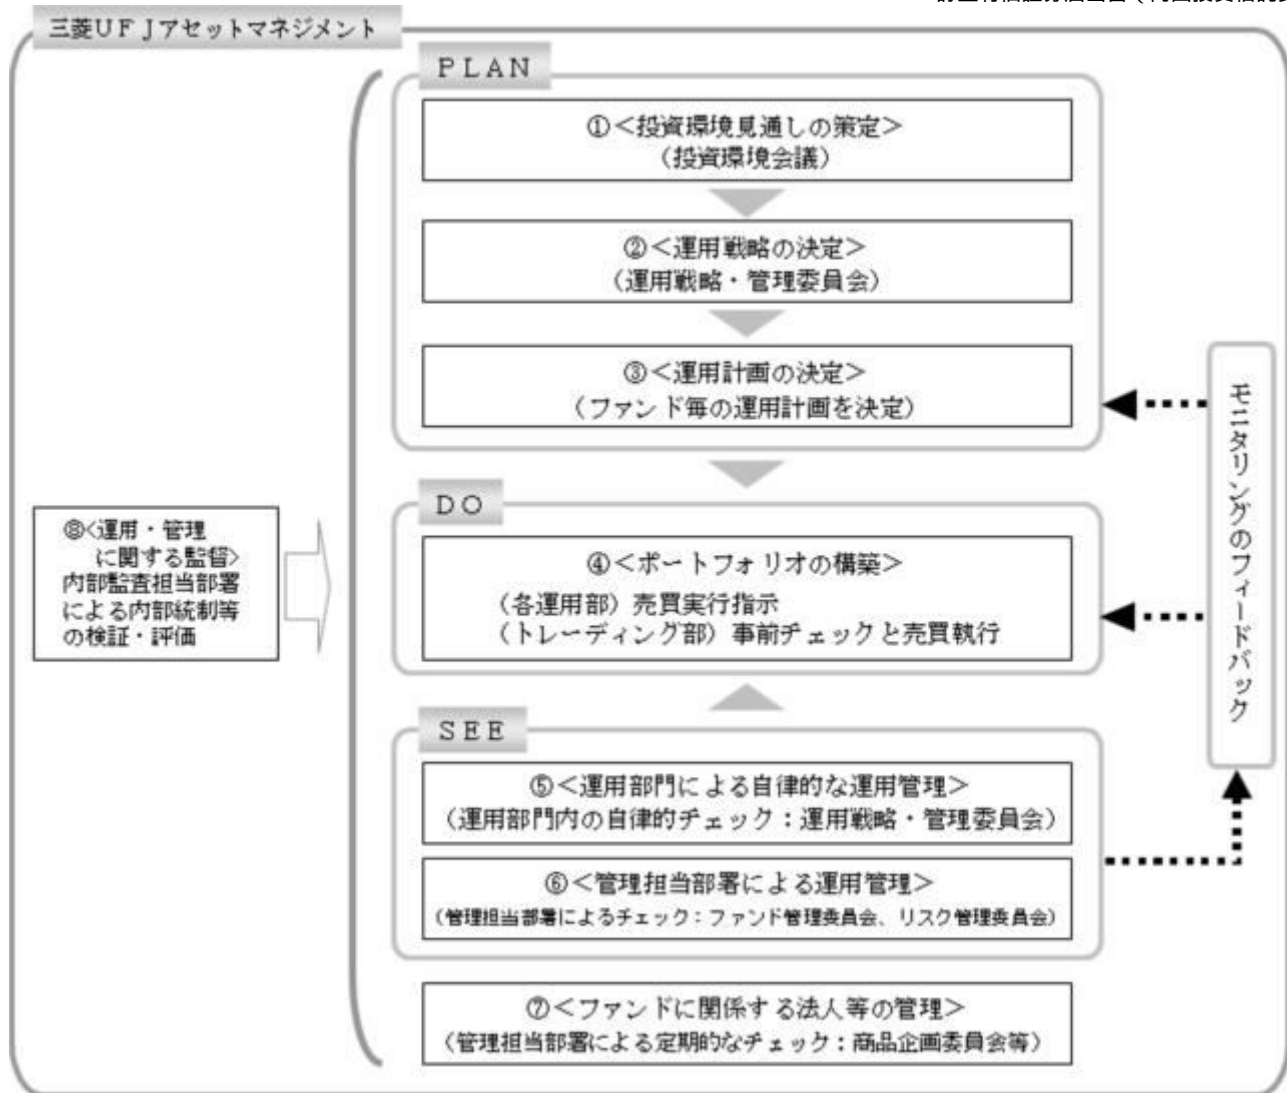 三菱ＵＦＪアセットマネジメント
ＰＬＡＮ
①＜投資環境見通しの策定＞
（投資環境会議）
②＜運用戦略の決定＞
（運用戦略・管理委員会）
③＜運用計画の決定＞
（ファンド毎の運用計画を決定）
ＤＯ
④＜ポートフォリオの構築＞
（各運用部）売買実行指示
（トレーディング部）事前チェックと売買執行
ＳＥＥ
⑤＜運用部門による自律的な運用管理＞
（運用部門内の自律的チェック：運用戦略・管理委員会）
⑥＜管理担当部署による運用管理＞
（管理担当部署によるチェック：ファンド管理委員会、リスク管理委員会）
⑦＜ファンドに関係する法人等の管理＞
（管理担当部署による定期的なチェック：商品企画委員会等）
⑧＜運用・管理
に関する監督＞
内部監査担当部署
による内部統制等
の検証・評価
モニタリングのフィードバック